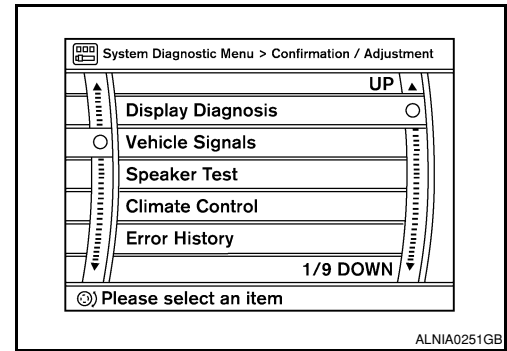 System Diagnostic Menu > Confirmation / Adjustment
UP
Display Diagnosis
Vehicle Signals
Speaker Test
Climate Control
Error History
1/9 DOWN
Please select an item
ALNIA0251GB